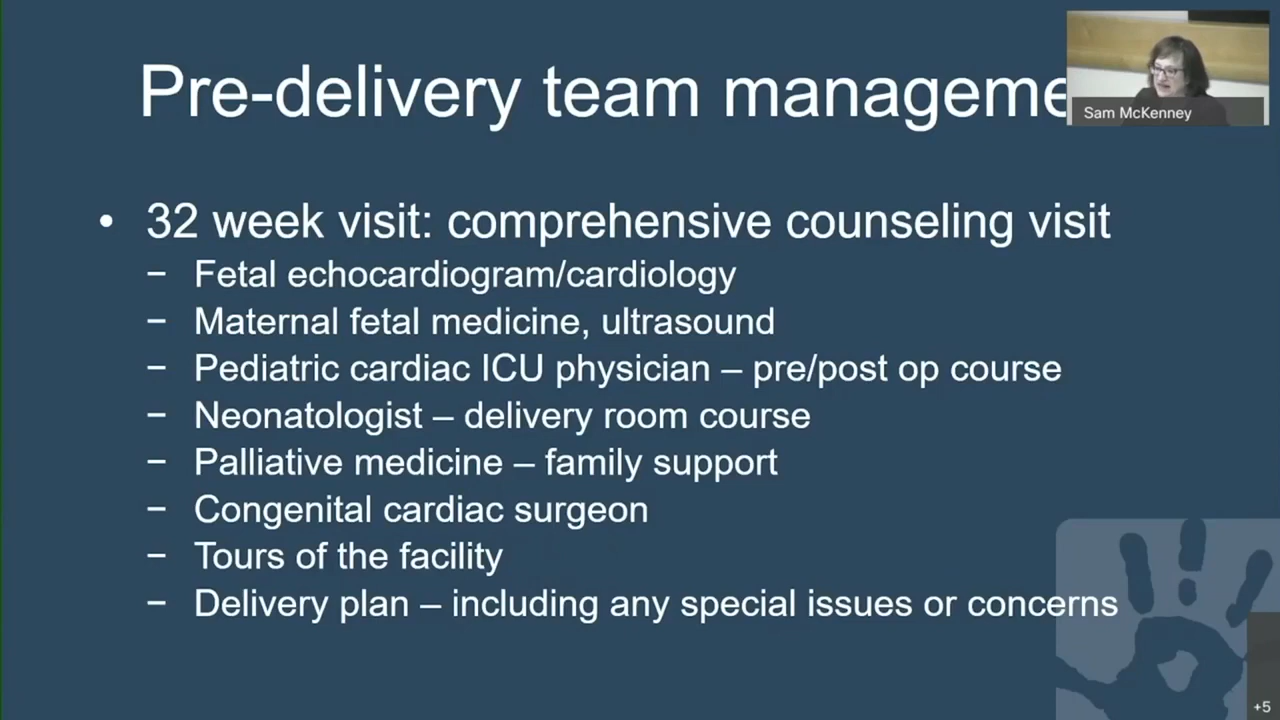 Pre-delivery team manageme
Sam McKenney
• 32 week visit: comprehensive counseling visit
– Fetal echocardiogram/cardiology
– Maternal fetal medicine, ultrasound
– Pediatric cardiac ICU physician – pre/post op course
– Neonatologist – delivery room course
– Palliative medicine – family support
– Congenital cardiac surgeon
– Tours of the facility
– Delivery plan – including any special issues or concerns
+5